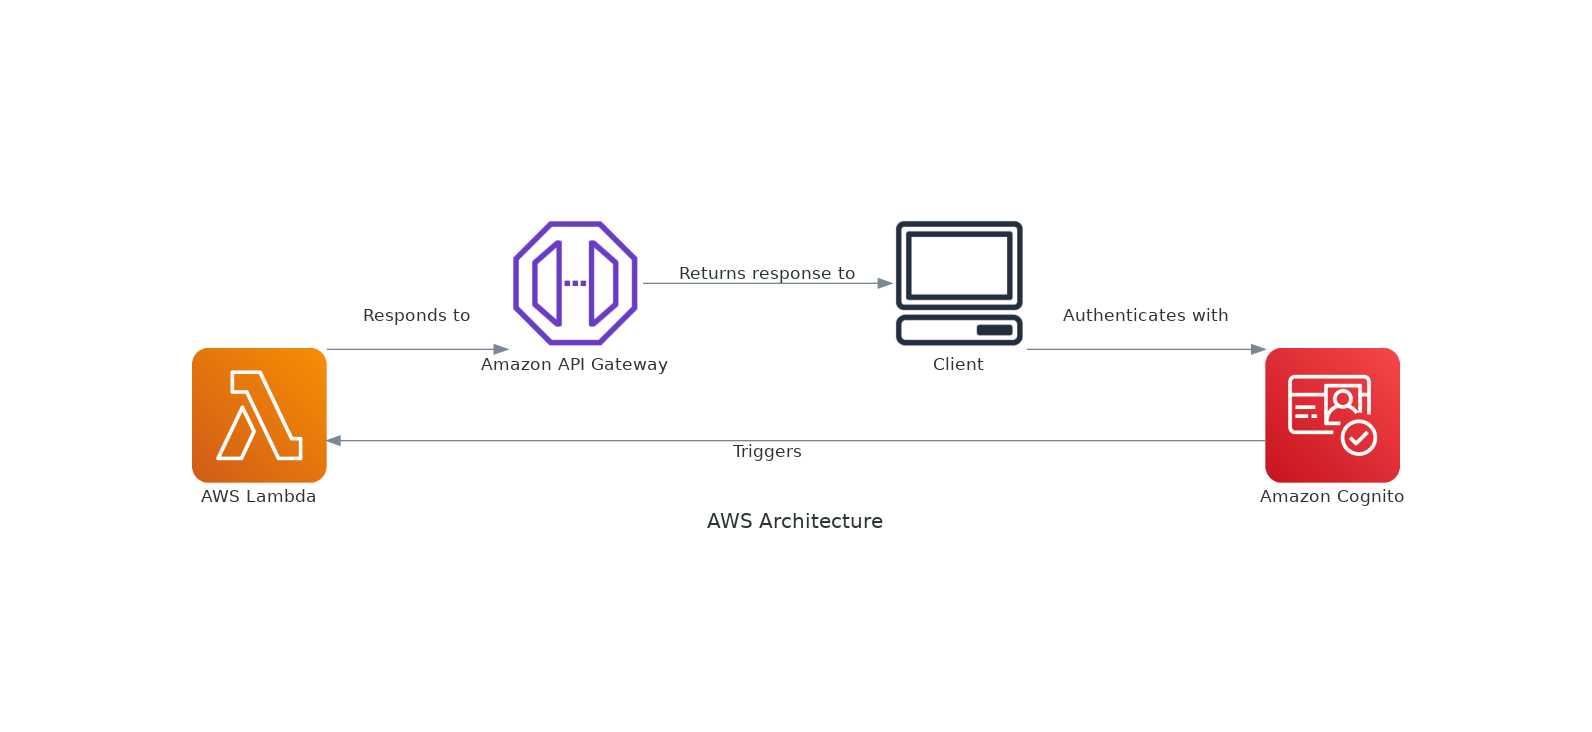 Returns response to
Responds to
Authenticates with
Amazon API Gateway
Client
Triggers
AWS Lambda
Amazon Cognito
AWS Architecture